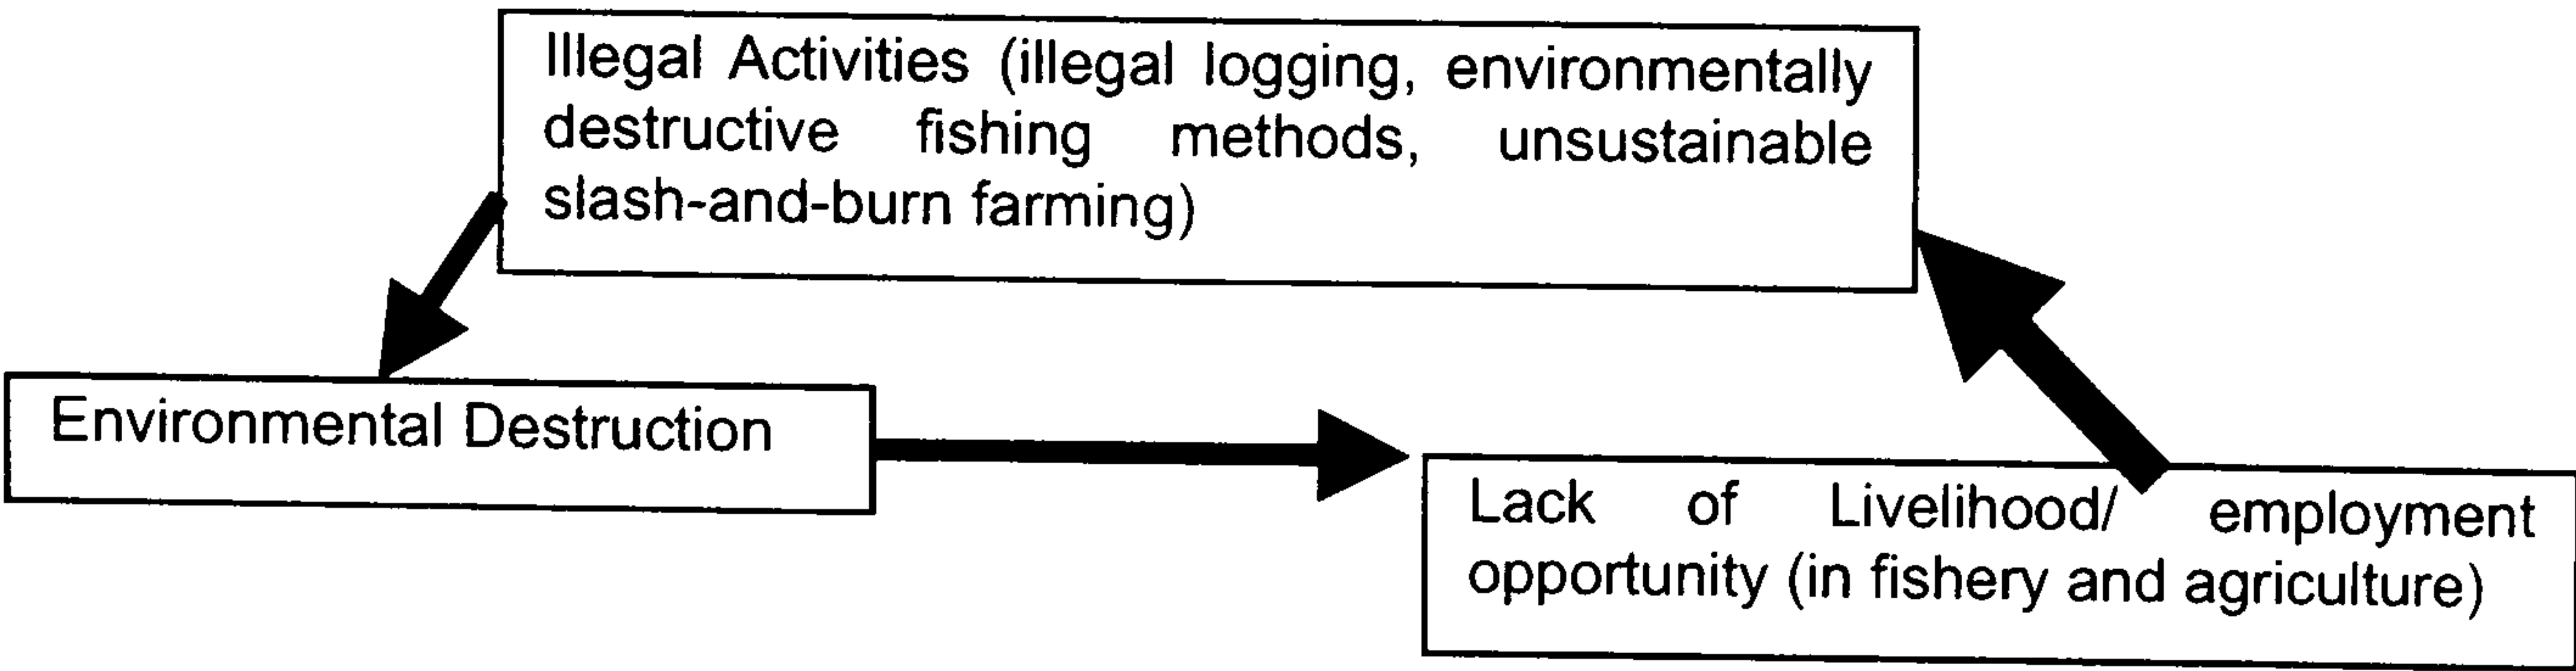 Illegal Activities (illegal logging, environmentally
destructive fishing methods, unsustainable
slash-and-burn farming)
Environmental Destruction
Lack of Livelihood/ employment
opportunity (in fishery and agriculture)